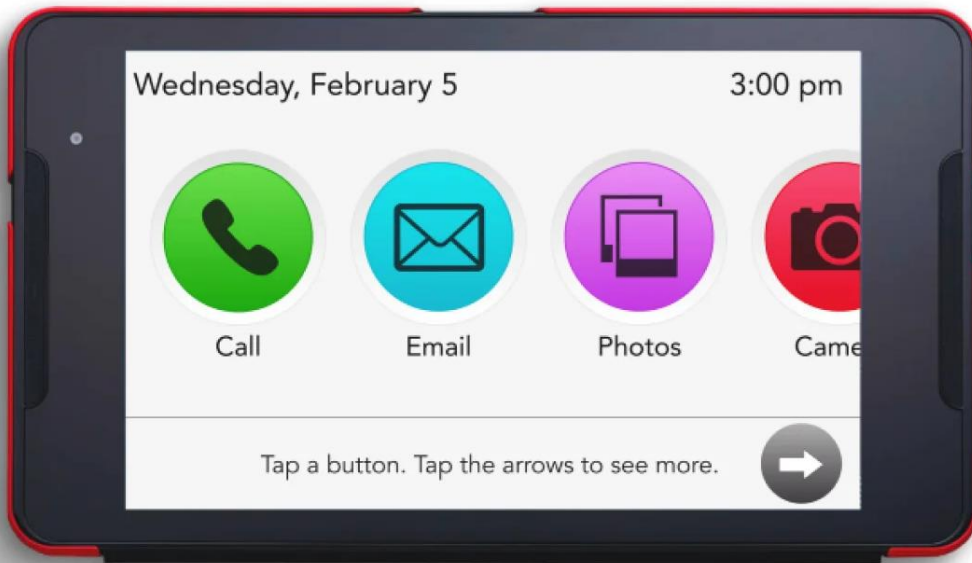 Wednesday, February 5 3:00 pm
Call Email Photos Came
Tap a button. Tap the arrows to see more.